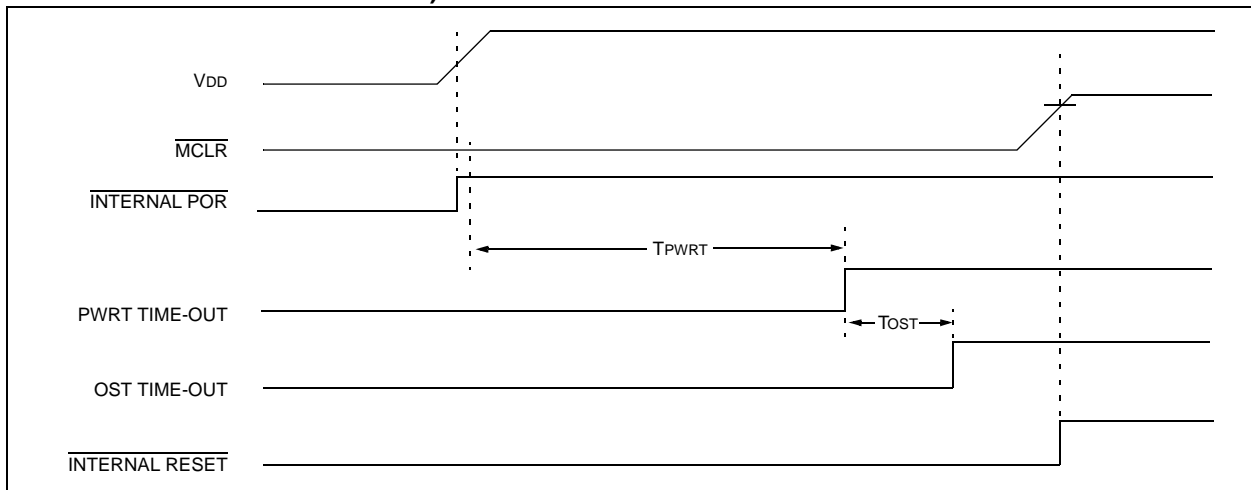 VDD
MCLR
INTERNAL POR
TPWRT
PWRT TIME-OUT
TOST
OST TIME-OUT
INTERNAL RESET